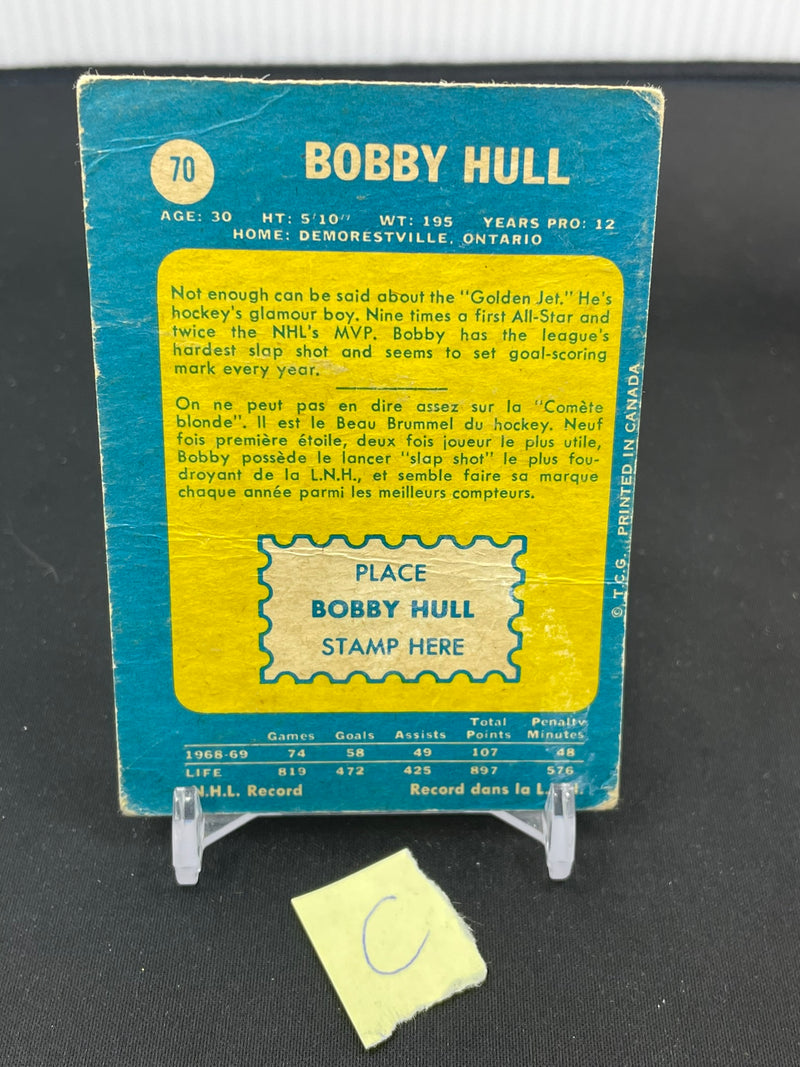 70
BOBBY HULL
AGE: 30 HT: 5'10" WT: 195 YEARS PRO: 12
HOME: DEMORESTVILLE, ONTARIO
Not enough can be said about the "Golden Jet." He's
hockey's glamour boy. Nine times a first All-Star and
twice the NHL's MVP. Bobby has the league's
hardest slap shot and seems to set goal-scoring
mark every year.
On ne peut pas en dire assez sur la "Comète
blonde". Il est le Beau Brummel du hockey. Neuf
fois première étoile, deux fois joueur le plus utile,
Bobby possède le lancer "slap shot" le plus fou-
droyant de la L.N.H., et semble faire sa marque
chaque année parmi les meilleurs compteurs.
© T.C.G. PRINTED IN CANADA
PLACE
BOBBY HULL
STAMP HERE
Total Penalty
Games Goals Assists Points Minutes
1968-69 74 58 49 107 48
LIFE 819 472 425 897 576
.H.L. Record Record dans la L.
C